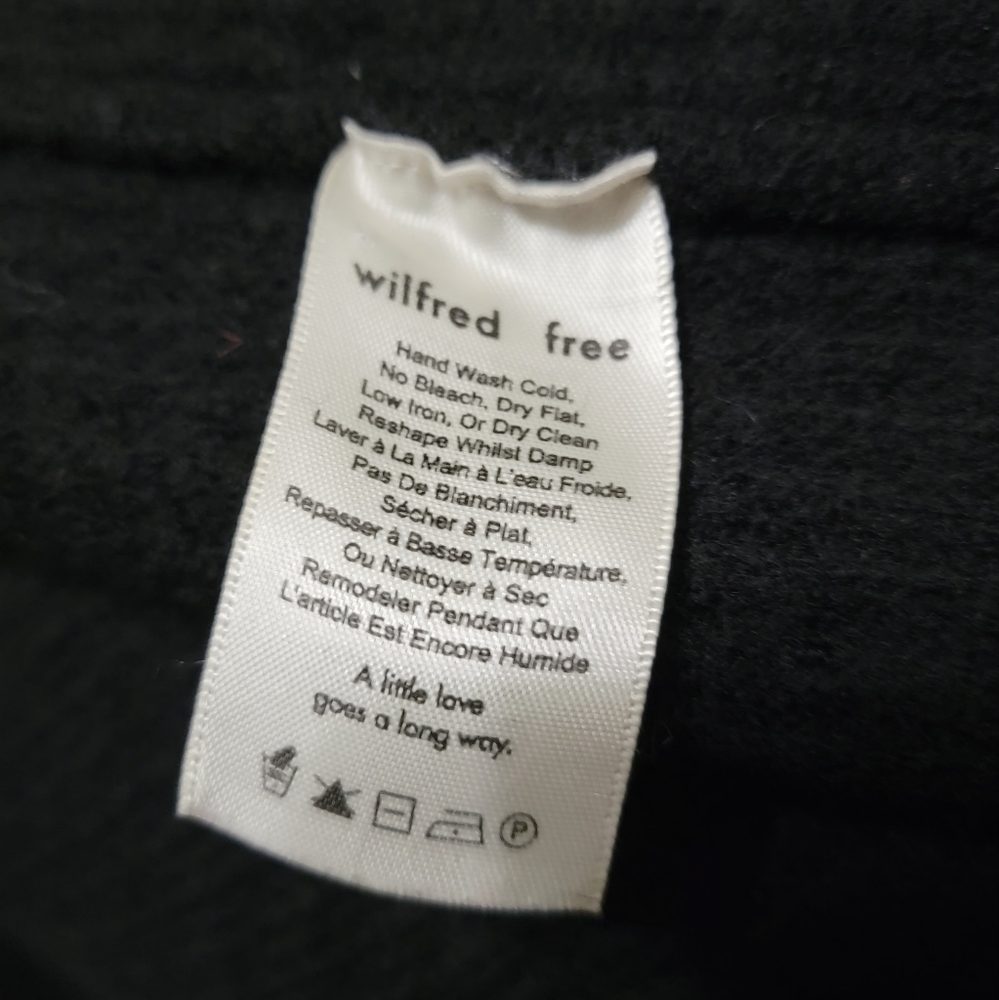 wilfred free
Hand Wash Cold,
No Bleach, Dry Flat,
Low Iron, Or Dry Clean
Reshape Whilst Damp
Laver à La Main à L'eau Froide,
Pas De Blanchiment,
Sécher à Plat,
Repasser à Basse Température,
Ou Nettoyer à Sec
Remodeler Pendant Que
L'article Est Encore Humide
A little love
goes a long way.
P